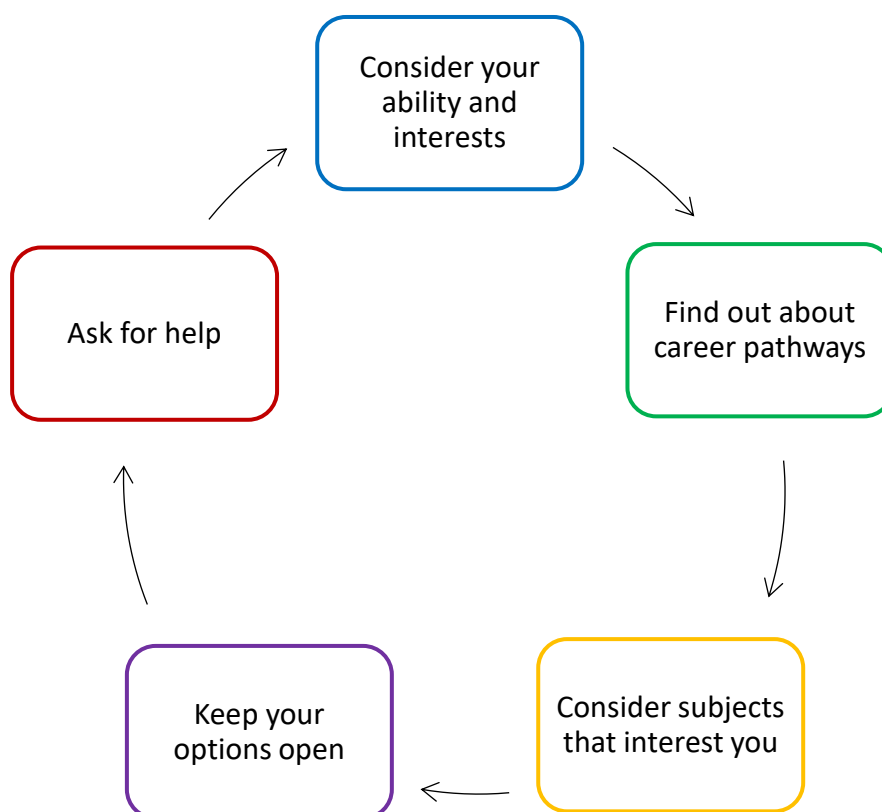 Consider your
ability and
interests
Find out about
career pathways
Consider subjects
that interest you
Keep your
options open
Ask for help